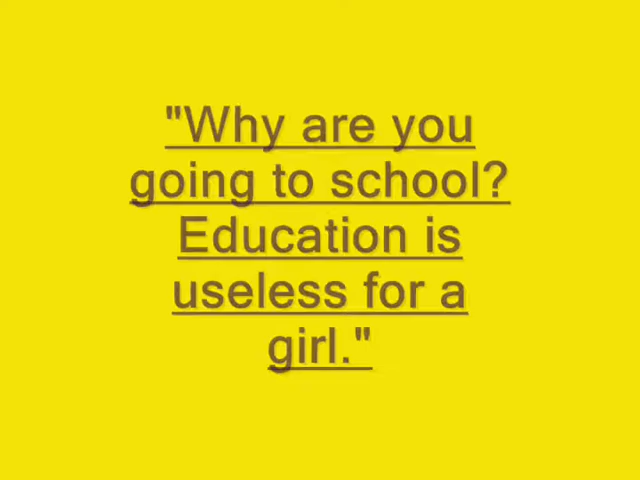 "Why are you
going to school?
Education is
useless for a
girl."